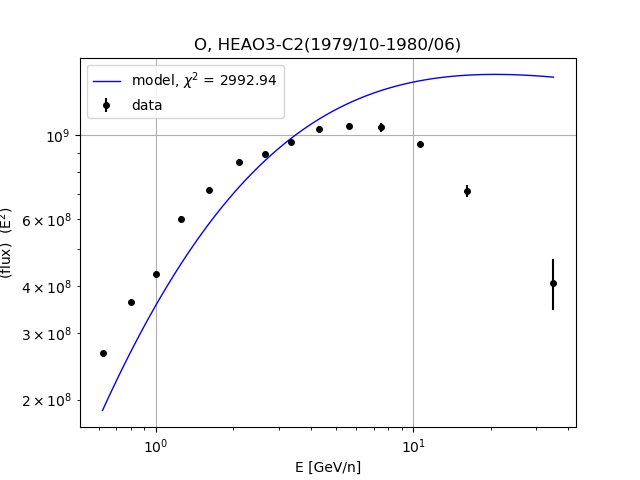 O, HEAO3-C2(1979/10-1980/06)
model, χ² = 2992.94
data
10⁹
6 × 10⁸
4 × 10⁸
3 × 10⁸
2 × 10⁸
(flux) (E²)
10⁰ 10¹
E [GeV/n]